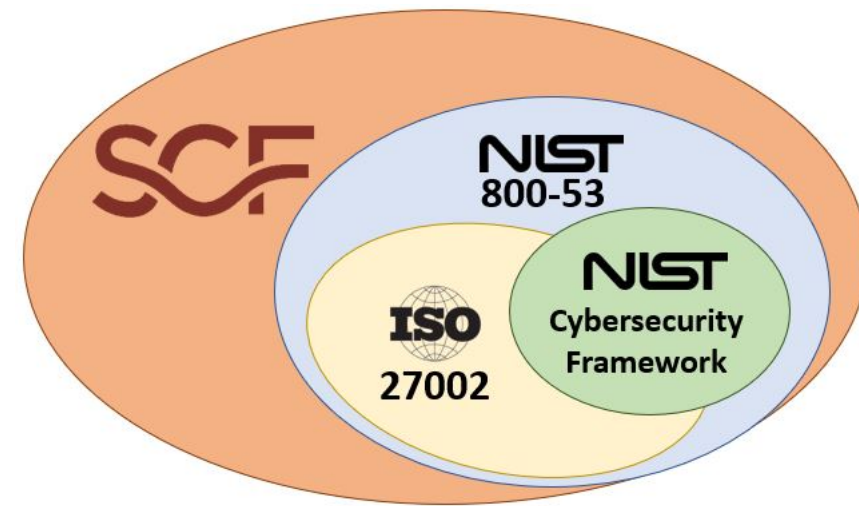 SCF
NIST
800-53
NIST
Cybersecurity
Framework
ISO
27002